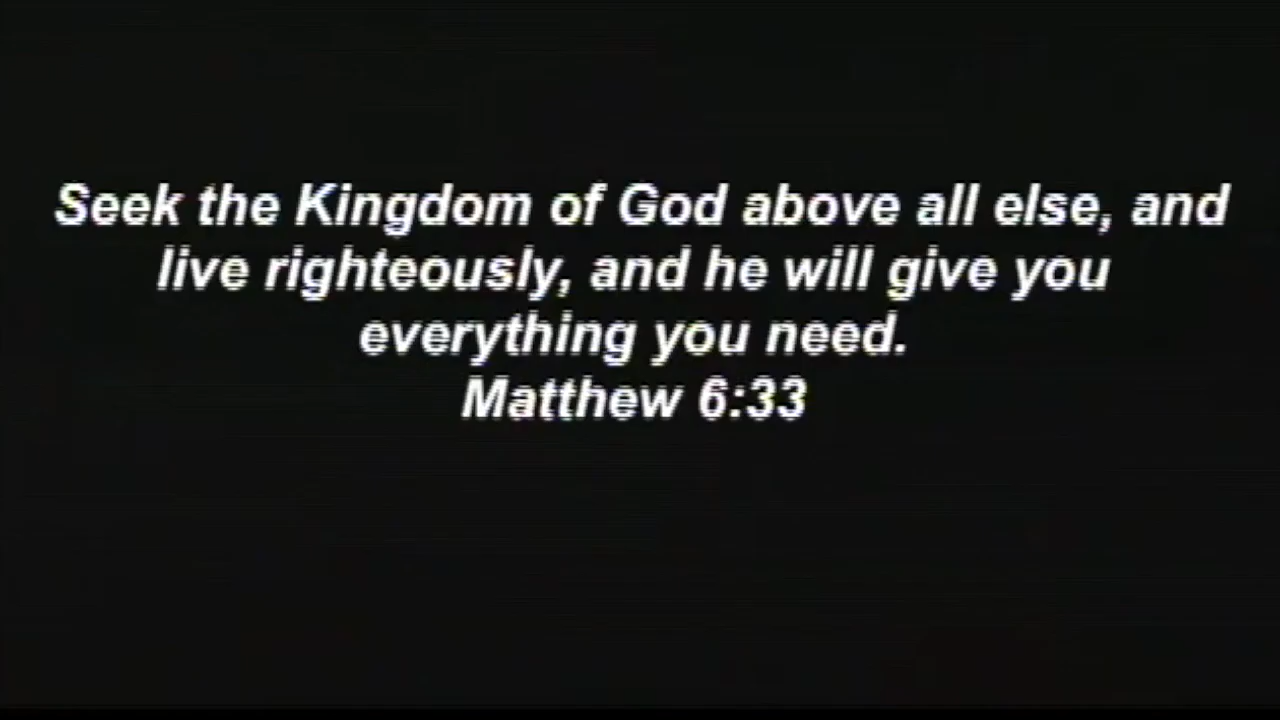 Seek the Kingdom of God above all else, and
live righteously, and he will give you
everything you need.
Matthew 6:33